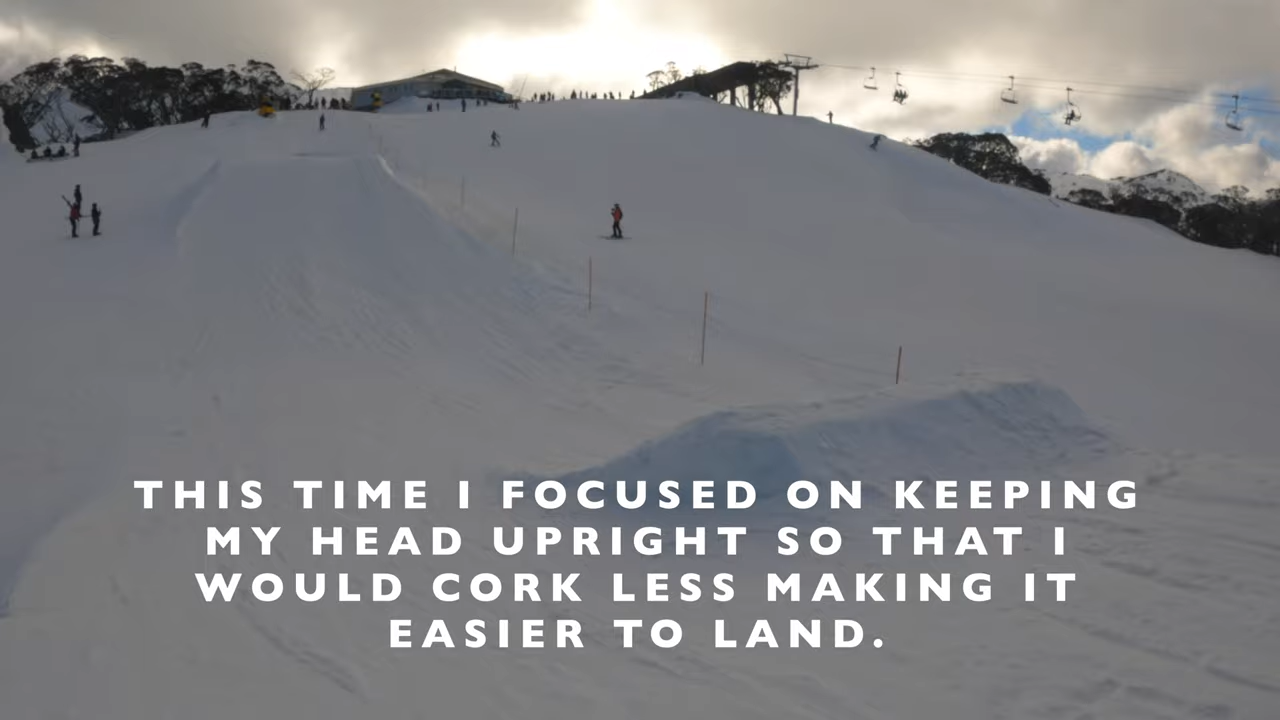 THIS TIME I FOCUSED ON KEEPING
MY HEAD UPRIGHT SO THAT I
WOULD CORK LESS MAKING IT
EASIER TO LAND.